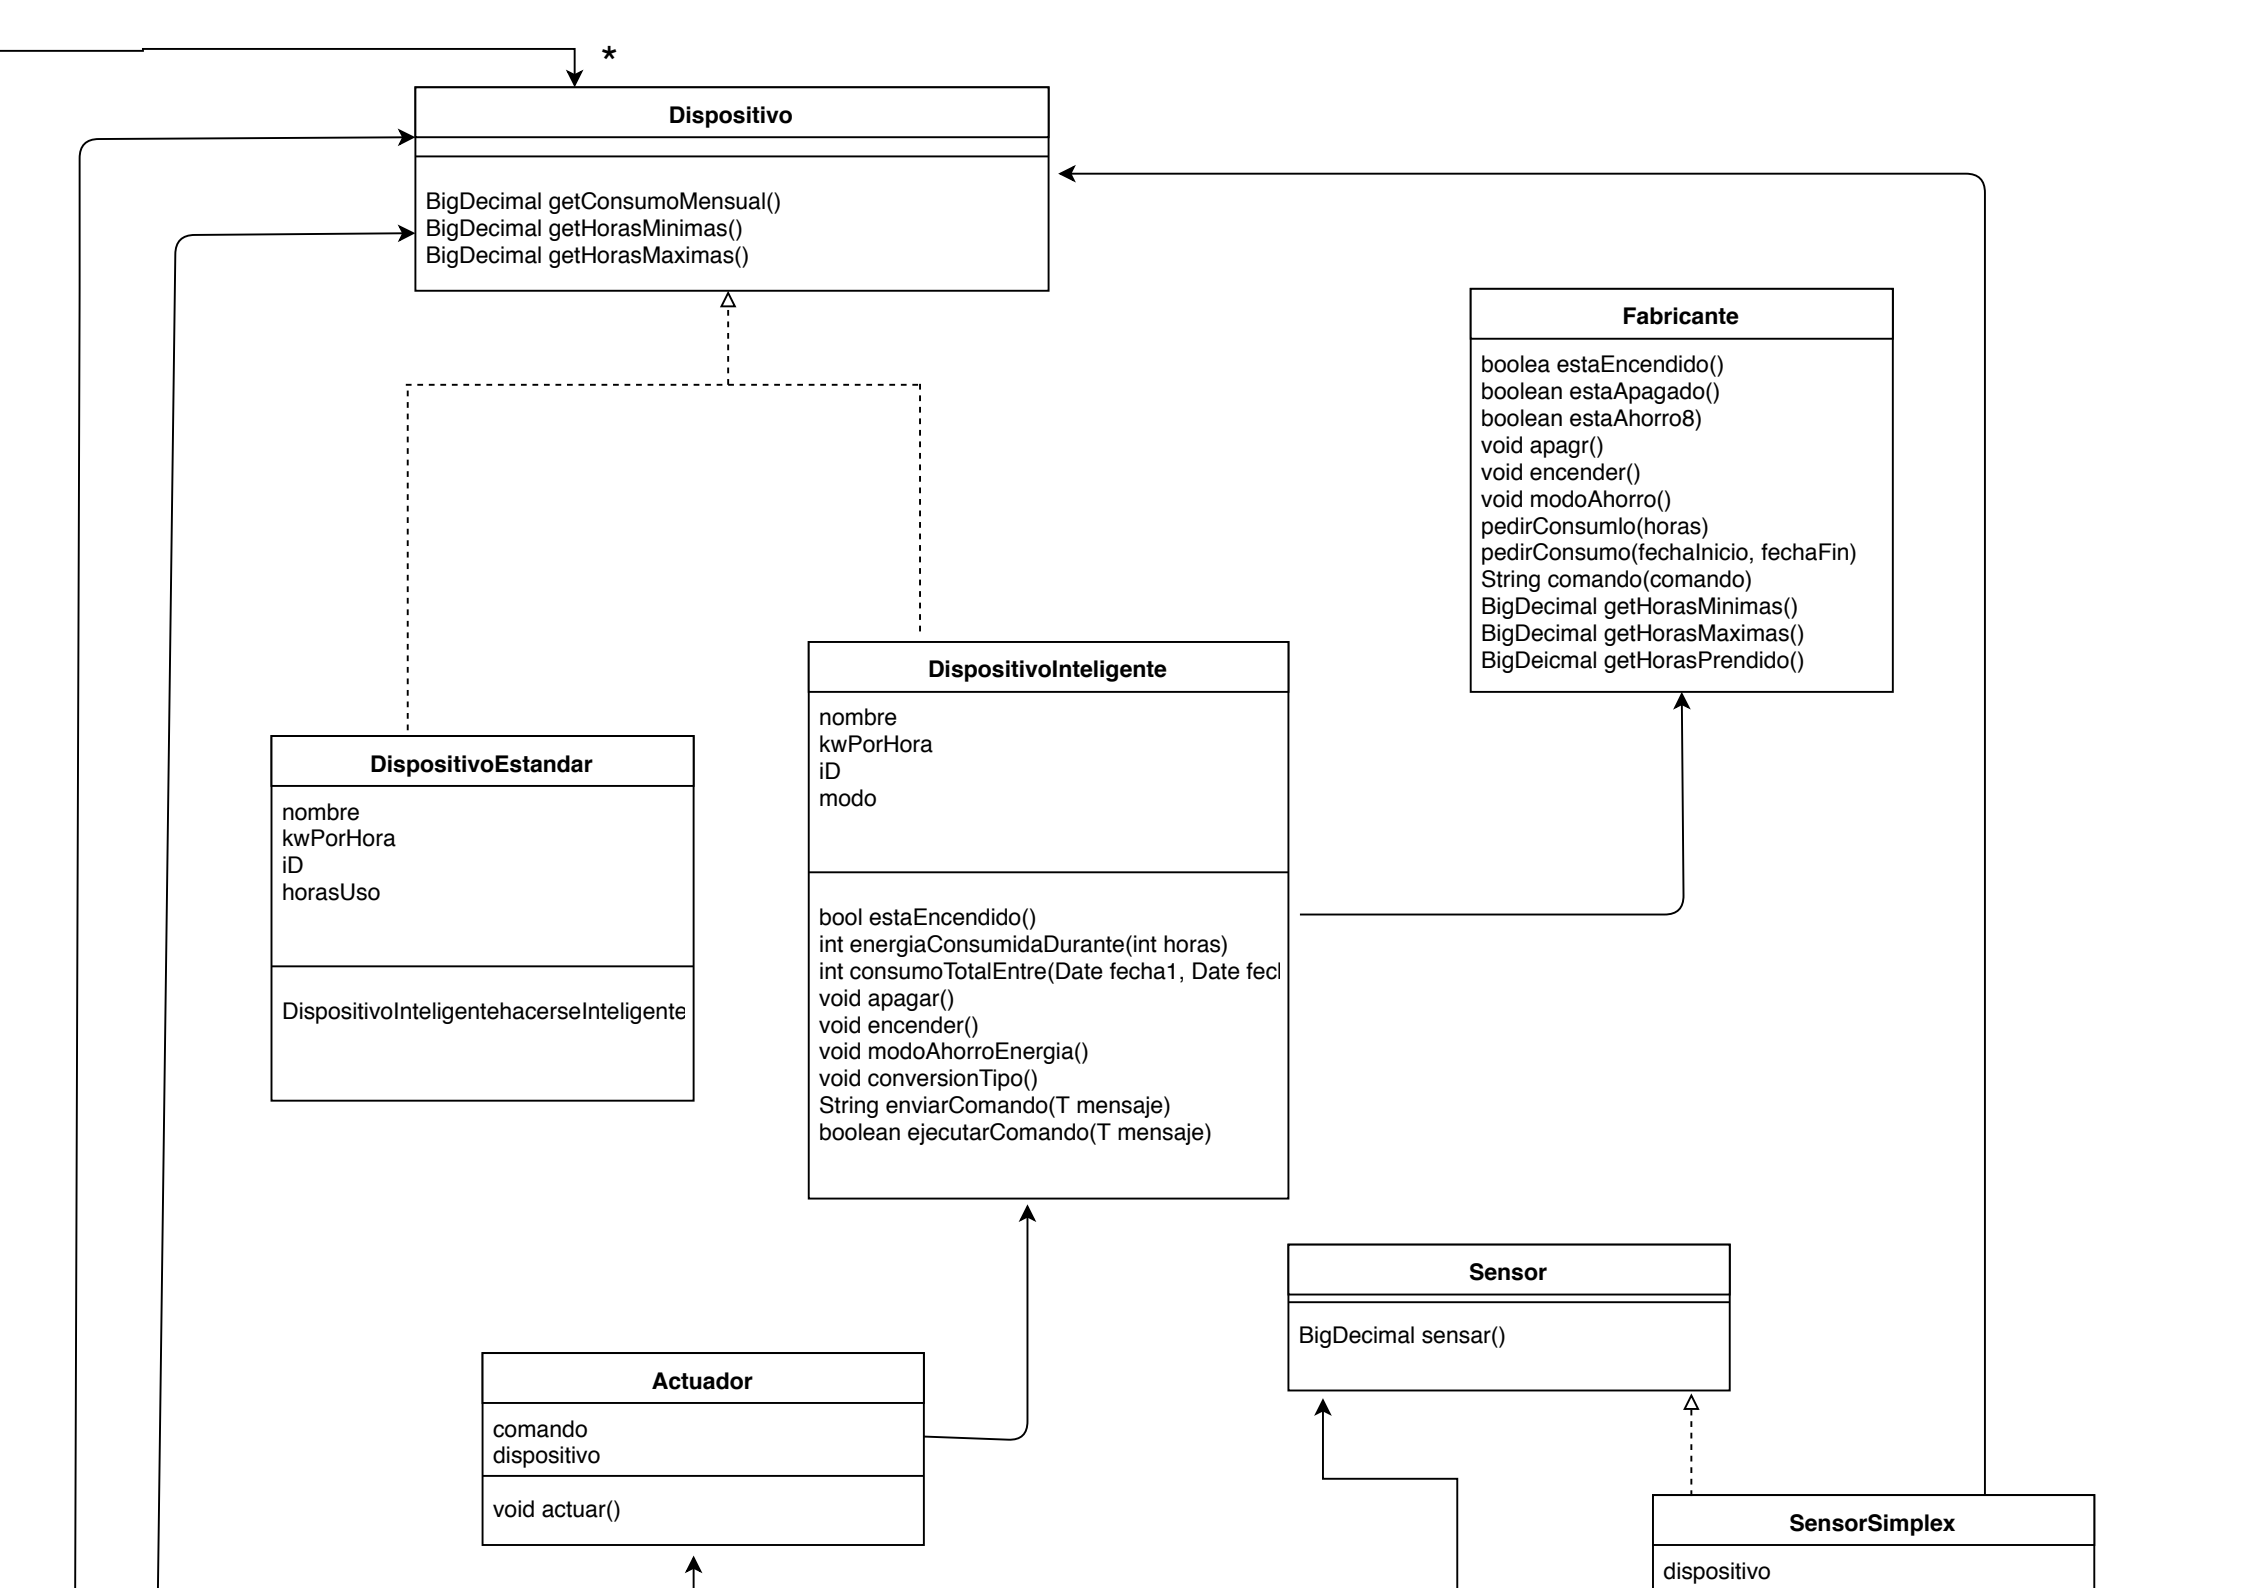 *
Dispositivo
BigDecimal getConsumoMensual()
BigDecimal getHorasMinimas()
BigDecimal getHorasMaximas()
Fabricante
boolea estaEncendido()
boolean estaApagado()
boolean estaAhorro8)
void apagr()
void encender()
void modoAhorro()
pedirConsumlo(horas)
pedirConsumo(fechaInicio, fechaFin)
String comando(comando)
BigDecimal getHorasMinimas()
BigDecimal getHorasMaximas()
BigDeicmal getHorasPrendido()
DispositivoInteligente
nombre
kwPorHora
iD
modo
bool estaEncendido()
int energiaConsumidaDurante(int horas)
int consumoTotalEntre(Date fecha1, Date
void apagar()
void encender()
void modoAhorroEnergia()
void conversionTipo()
String enviarComando(T mensaje)
boolean ejecutarComando(T mensaje)
DispositivoEstandar
nombre
kwPorHora
iD
horasUso
DispositivoInteligentehacerseInteligente
Sensor
BigDecimal sensar()
Actuador
comando
dispositivo
void actuar()
SensorSimplex
dispositivo